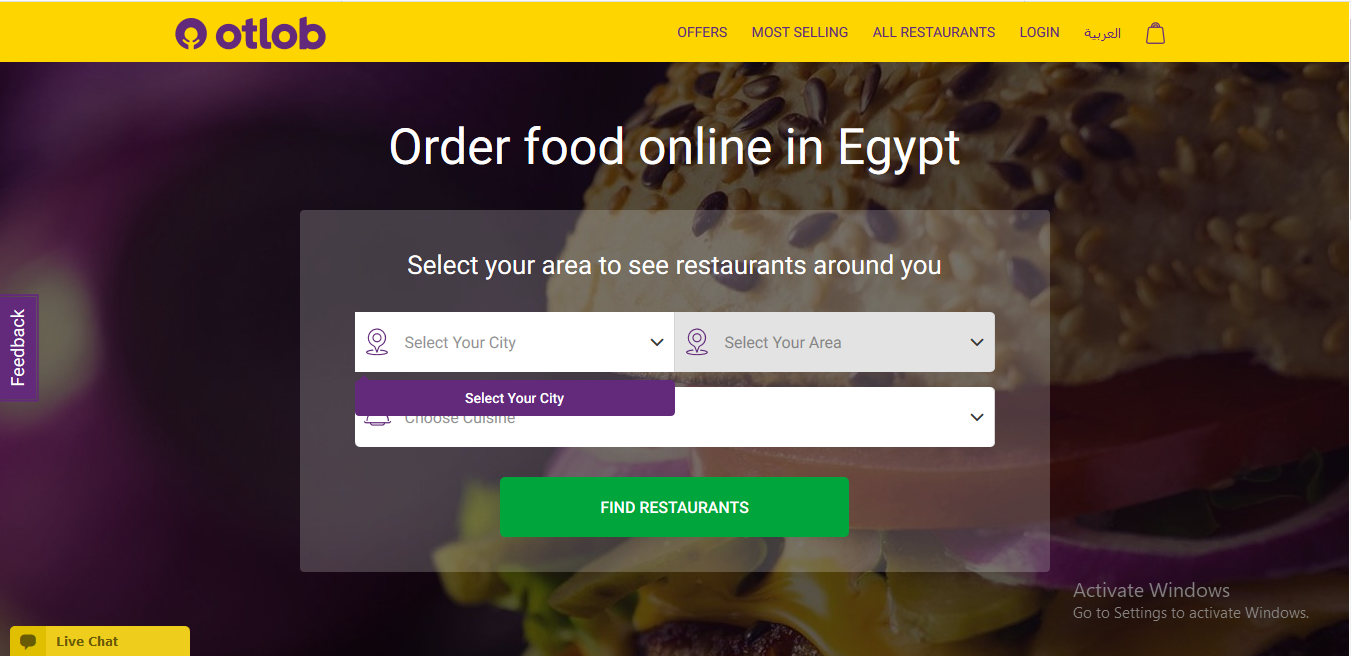 otlob
OFFERS MOST SELLING ALL RESTAURANTS LOGIN العربية
Order food online in Egypt
Select your area to see restaurants around you
Select Your City Select Your Area
Select Your City
Choose Cuisine
FIND RESTAURANTS
Feedback
Activate Windows
Go to Settings to activate Windows.
Live Chat